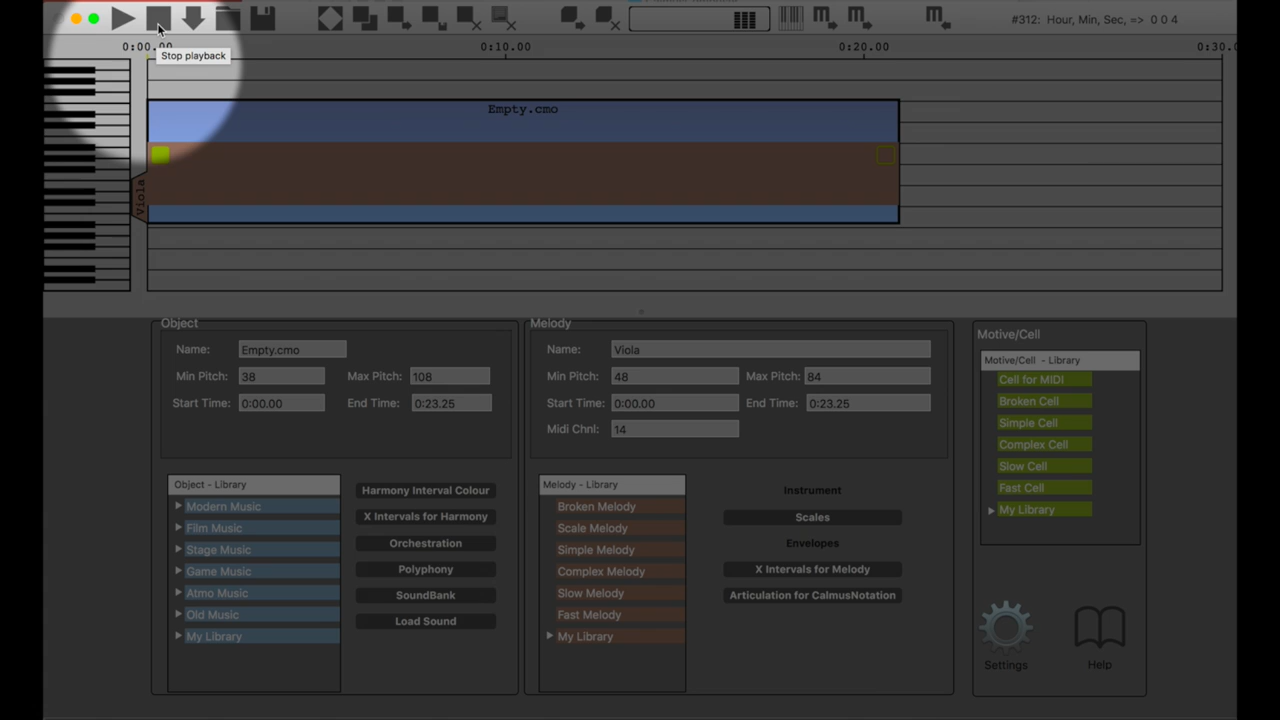 #312: Hour, Min, Sec, => 0 0 4
0:00.00 0:10.00 0:20.00 0:30.0
Stop playback
Empty.cmo
Viola
Object
Name: Empty.cmo
Min Pitch: 38 Max Pitch: 108
Start Time: 0:00.00 End Time: 0:23.25
Object - Library
Modern Music
Film Music
Stage Music
Game Music
Atmo Music
Old Music
My Library
Harmony Interval Colour
X Intervals for Harmony
Orchestration
Polyphony
SoundBank
Load Sound
Melody
Name: Viola
Min Pitch: 48 Max Pitch: 84
Start Time: 0:00.00 End Time: 0:23.25
Midi Chnl: 14
Melody - Library
Broken Melody
Scale Melody
Simple Melody
Complex Melody
Slow Melody
Fast Melody
My Library
Instrument
Scales
Envelopes
X Intervals for Melody
Articulation for CalmusNotation
Motive/Cell
Motive/Cell - Library
Cell for MIDI
Broken Cell
Simple Cell
Complex Cell
Slow Cell
Fast Cell
My Library
Settings
Help